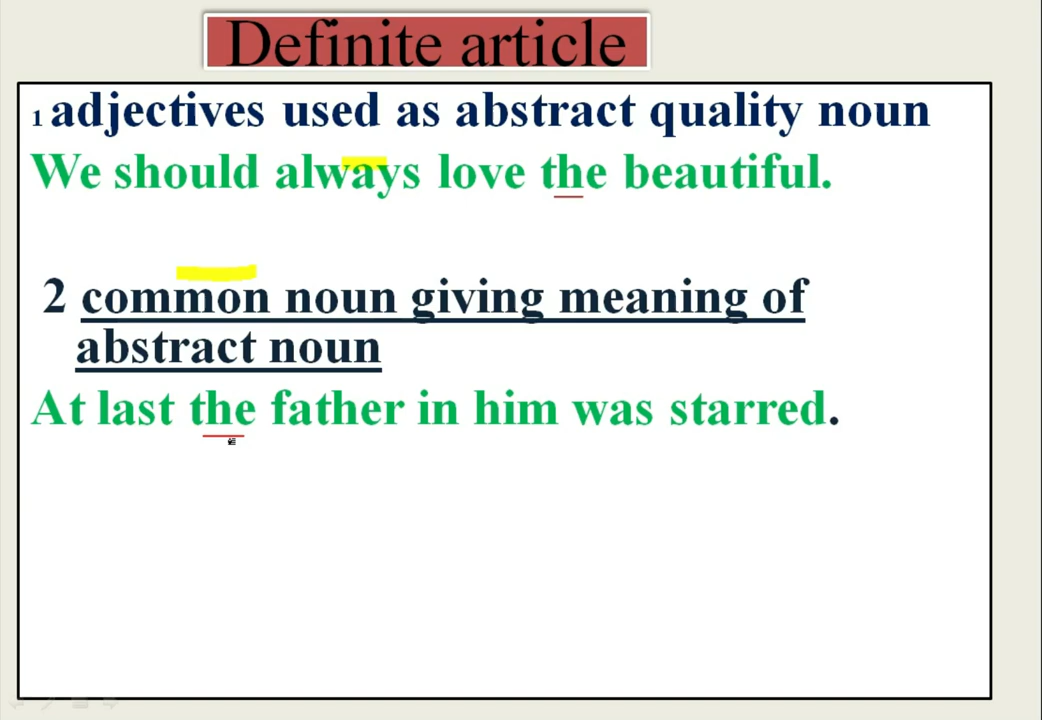 Definite article
1 adjectives used as abstract quality noun
We should always love the beautiful.
2 common noun giving meaning of
abstract noun
At last the father in him was starred.